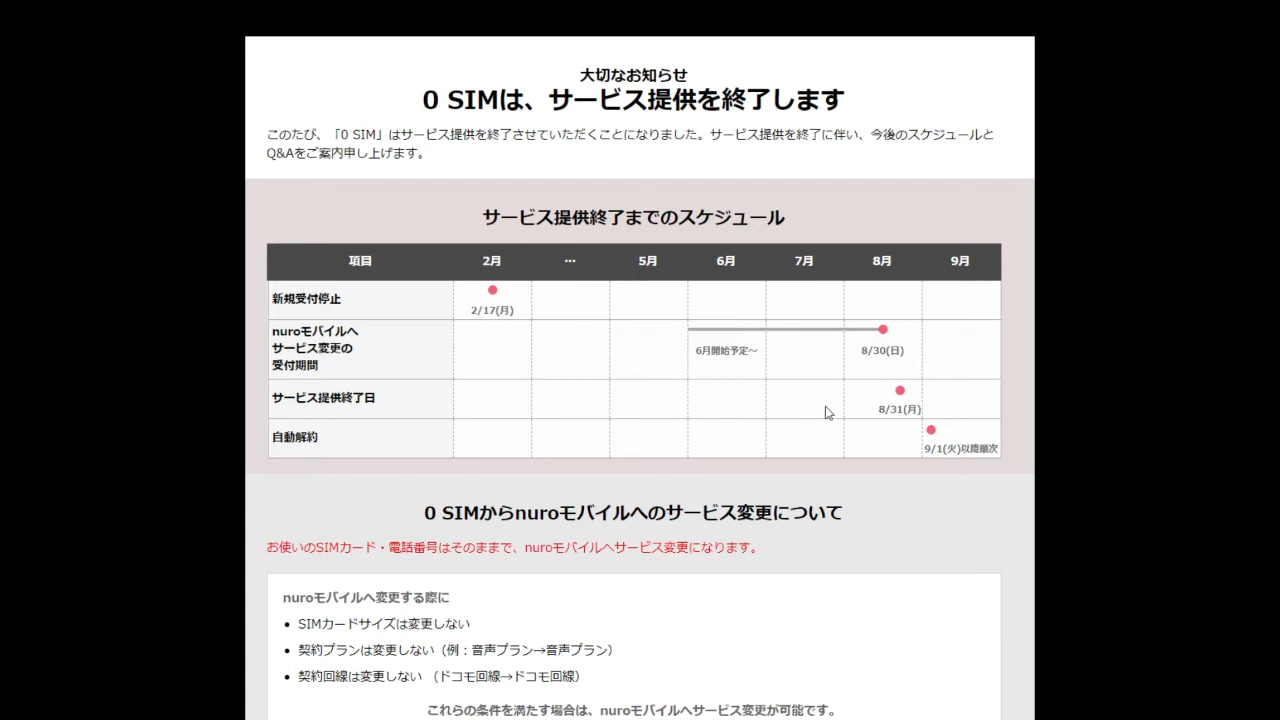 大切なお知らせ
0 SIMは、サービス提供を終了します
このたび、「0 SIM」はサービス提供を終了させていただくことになりました。サービス提供を終了に伴い、今後のスケジュールと
Q&Aをご案内申し上げます。
サービス提供終了までのスケジュール
項目 2月 … 5月 6月 7月 8月 9月
新規受付停止
2/17(月)
nuroモバイルへ
サービス変更の
受付期間
6月開始予定～ 8/30(日)
サービス提供終了日
8/31(月)
自動解約
9/1(火)以降順次
0 SIMからnuroモバイルへのサービス変更について
お使いのSIMカード・電話番号はそのままで、nuroモバイルへサービス変更になります。
nuroモバイルへ変更する際に
• SIMカードサイズは変更しない
• 契約プランは変更しない（例：音声プラン→音声プラン）
• 契約回線は変更しない （ドコモ回線→ドコモ回線）
これらの条件を満たす場合は、nuroモバイルへサービス変更が可能です。